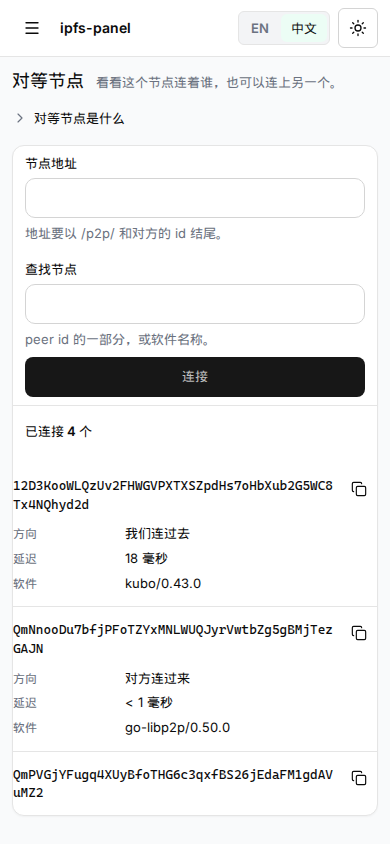 ipfs-panel
EN 中文
对等节点 看看这个节点连着谁，也可以连上另一个。
对等节点是什么
节点地址
地址要以 /p2p/ 和对方的 id 结尾。
查找节点
peer id 的一部分，或软件名称。
连接
已连接 4 个
12D3KooWLQzUv2FHWGVPXTXSZpdHs7oHbXub2G5WC8
Tx4NQhyd2d
方向 我们连过去
延迟 18 毫秒
软件 kubo/0.43.0
QmNnooDu7bfjPFoTZYxMNLWUQJyrVwtbZg5gBMjTez
GAJN
方向 对方连过来
延迟 < 1 毫秒
软件 go-libp2p/0.50.0
QmPVGjYFugq4XUyBfoTHG6c3qxfBS26jEdaFM1gdAV
uMZ2